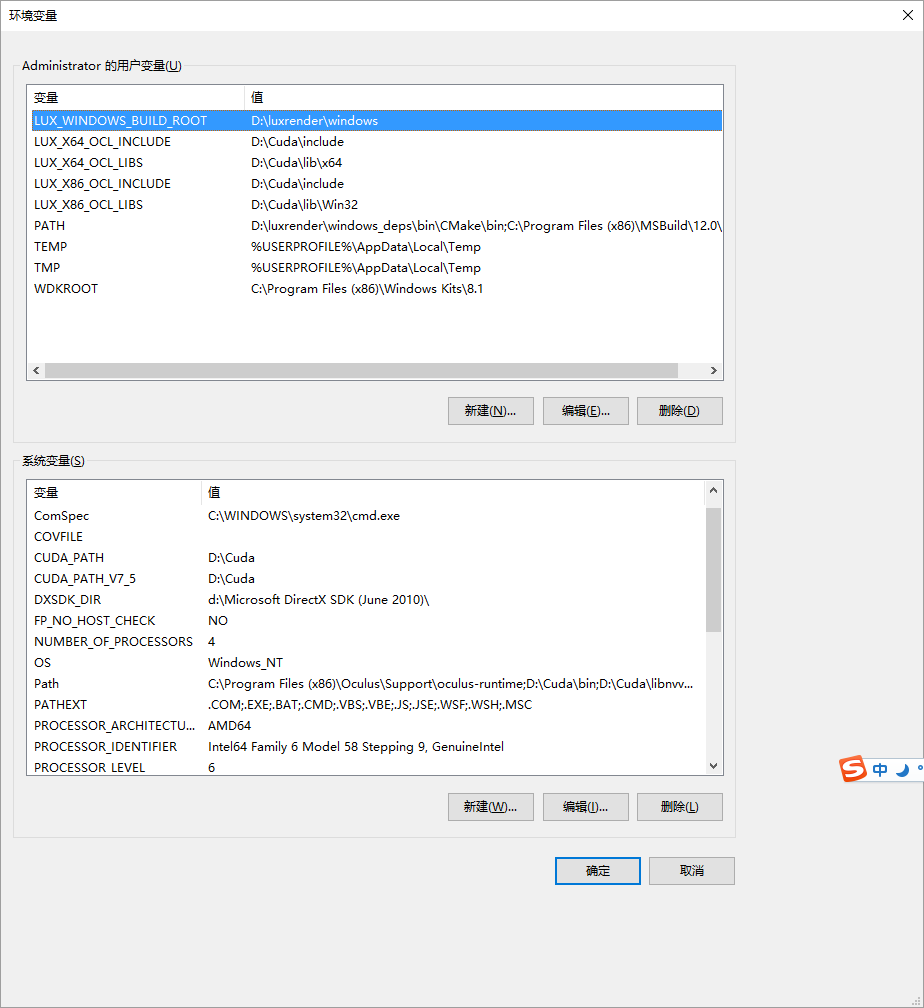 环境变量
Administrator 的用户变量(U)
变量 值
LUX_WINDOWS_BUILD_ROOT D:\luxrender\windows
LUX_X64_OCL_INCLUDE D:\Cuda\include
LUX_X64_OCL_LIBS D:\Cuda\lib\x64
LUX_X86_OCL_INCLUDE D:\Cuda\include
LUX_X86_OCL_LIBS D:\Cuda\lib\Win32
PATH D:\luxrender\windows_deps\bin\CMake\bin;C:\Program Files (x86)\MSBuild\12.0\
TEMP %USERPROFILE%\AppData\Local\Temp
TMP %USERPROFILE%\AppData\Local\Temp
WDKROOT C:\Program Files (x86)\Windows Kits\8.1
新建(N)... 编辑(E)... 删除(D)
系统变量(S)
变量 值
ComSpec C:\WINDOWS\system32\cmd.exe
COVFILE
CUDA_PATH D:\Cuda
CUDA_PATH_V7_5 D:\Cuda
DXSDK_DIR d:\Microsoft DirectX SDK (June 2010)\
FP_NO_HOST_CHECK NO
NUMBER_OF_PROCESSORS 4
OS Windows_NT
Path C:\Program Files (x86)\Oculus\Support\oculus-runtime;D:\Cuda\bin;D:\Cuda\libnvv...
PATHEXT .COM;.EXE;.BAT;.CMD;.VBS;.VBE;.JS;.JSE;.WSF;.WSH;.MSC
PROCESSOR_ARCHITECTU... AMD64
PROCESSOR_IDENTIFIER Intel64 Family 6 Model 58 Stepping 9, GenuineIntel
PROCESSOR_LEVEL 6
S 中
新建(W)... 编辑(I)... 删除(L)
确定 取消